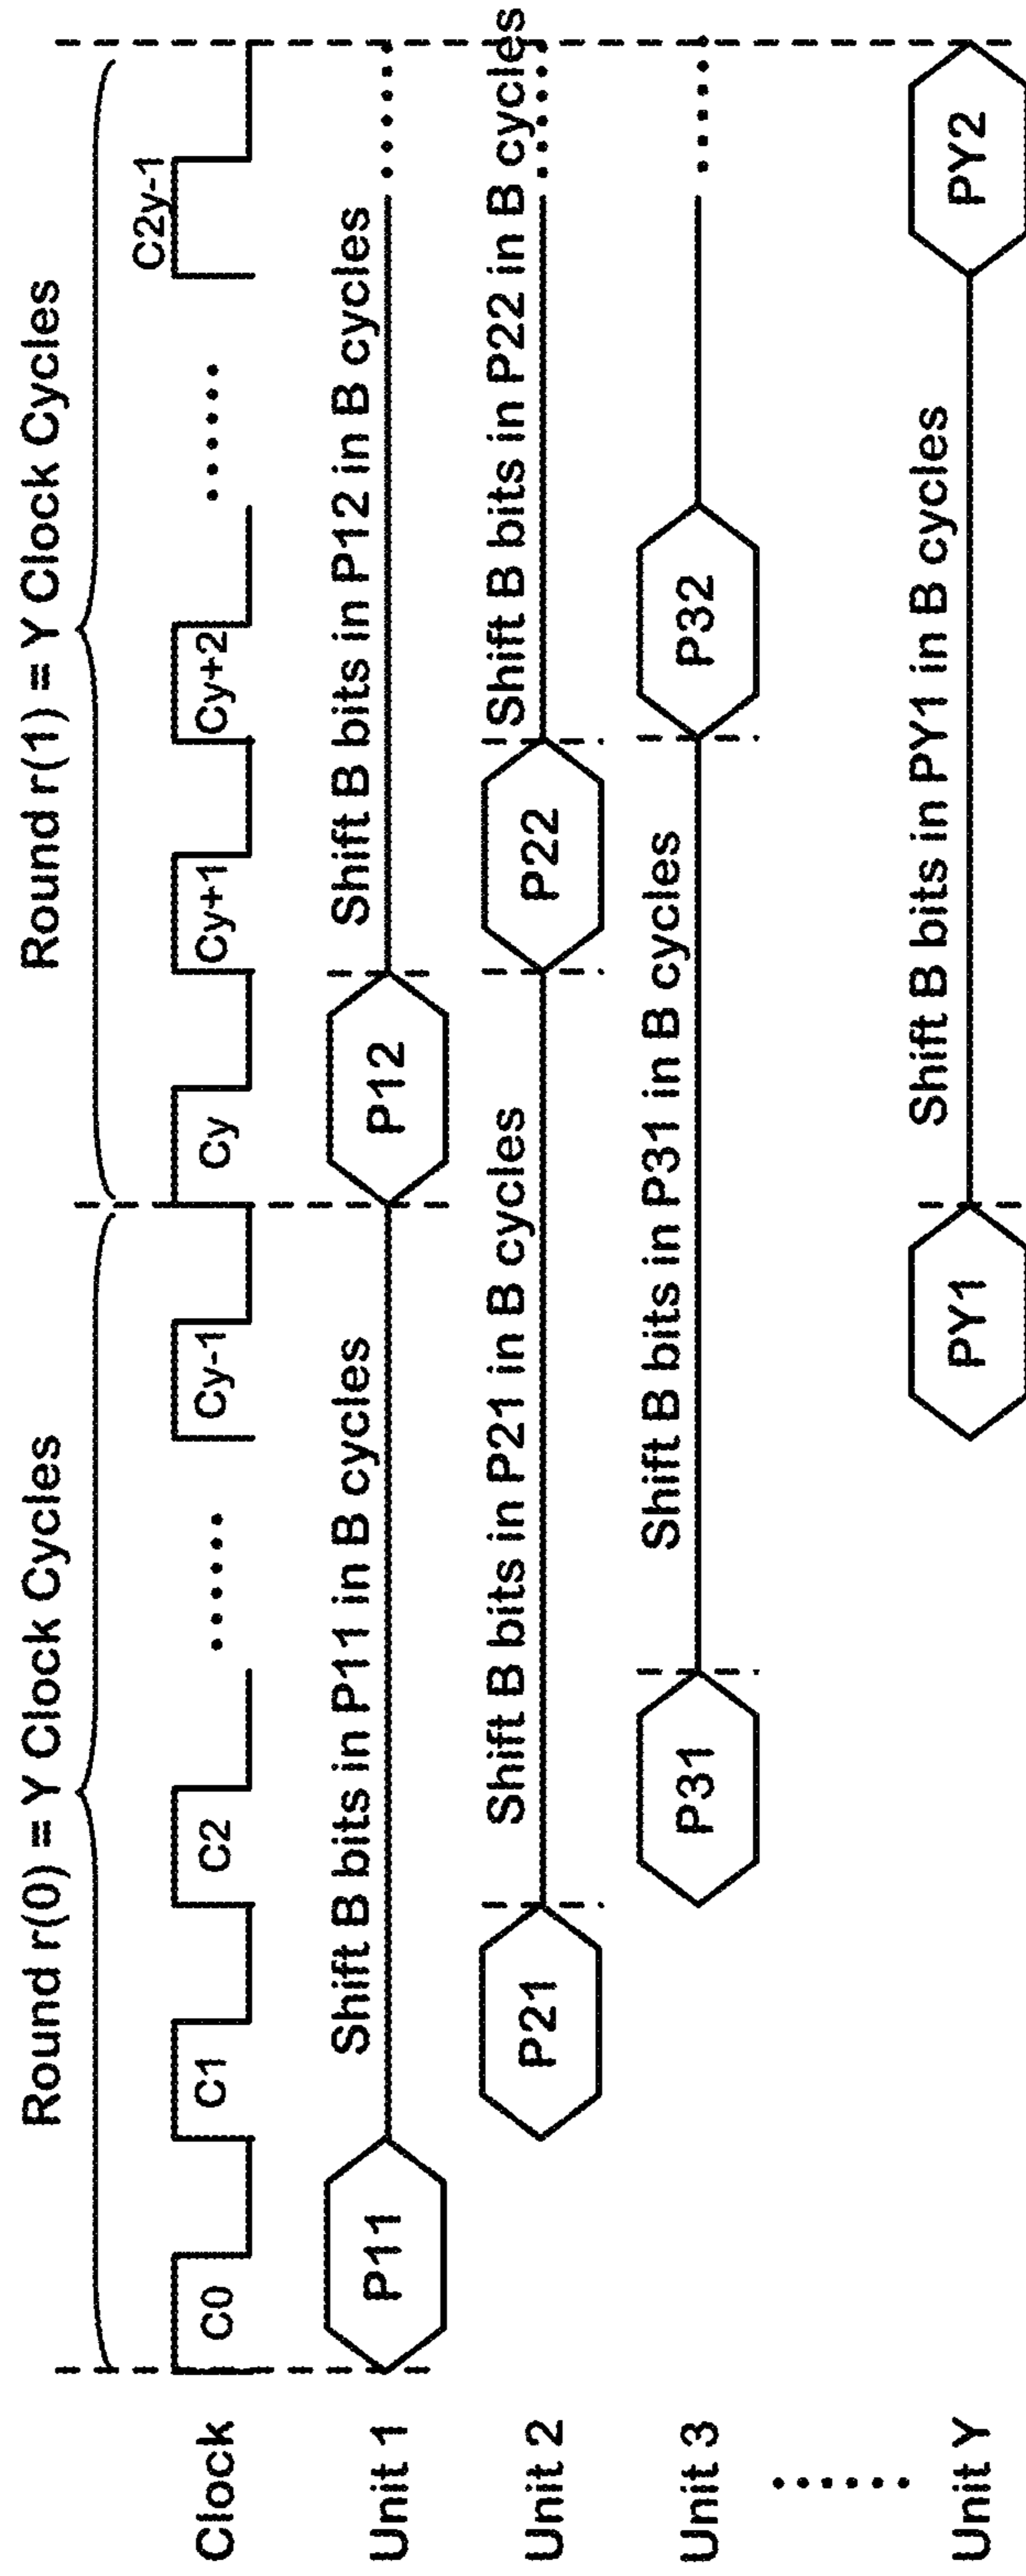 Round r(0) = Y Clock Cycles
Round r(1) = Y Clock Cycles
Clock
C0
C1
C2
......
Cy-1
Cy
Cy+1
Cy+2
......
C2y-1
Unit 1
P11
Shift B bits in P11 in B cycles
P12
Shift B bits in P12 in B cycles
.....
Unit 2
P21
Shift B bits in P21 in B cycles
P22
Shift B bits in P22 in B cycles
.....
Unit 3
P31
Shift B bits in P31 in B cycles
P32
.....
......
Unit Y
PY1
Shift B bits in PY1 in B cycles
PY2